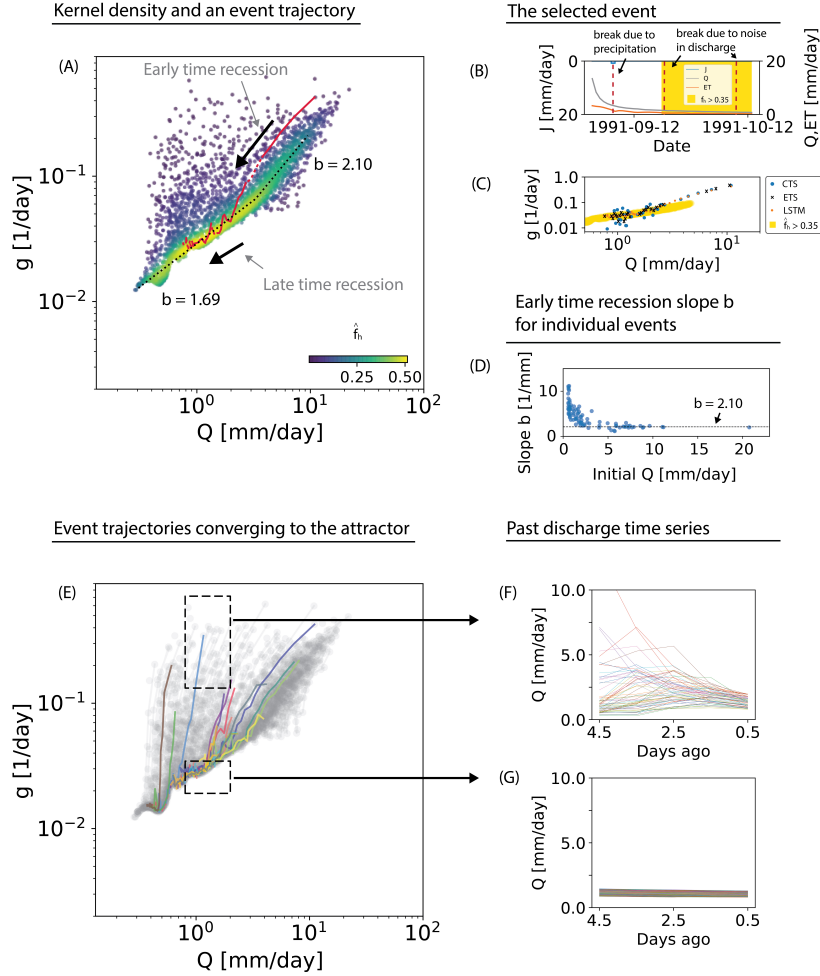 Kernel density and an event trajectory
(A)
Early time recession
b = 2.10
b = 1.69
Late time recession
f̂h
0.25 0.50
10⁻¹
10⁻²
g [1/day]
10⁰ 10¹ 10²
Q [mm/day]
The selected event
(B)
break due to
precipitation
break due to noise
in discharge
J [mm/day]
0
20
J
Q
ET
fh > 0.35
20
0
Q,ET [mm/day]
1991-09-12 1991-10-12
Date
(C)
g [1/day]
1.0
0.1
0.01
10⁰ 10¹
Q [mm/day]
CTS
ETS
LSTM
f̂h > 0.35
Early time recession slope b
for individual events
(D)
Slope b [1/mm]
10
0
b = 2.10
0 5 10 15 20
Initial Q [mm/day]
Event trajectories converging to the attractor
(E)
g [1/day]
10⁻¹
10⁻²
10⁰ 10¹ 10²
Q [mm/day]
Past discharge time series
(F)
Q [mm/day]
10.0
5.0
0.0
4.5 2.5 0.5
Days ago
(G)
Q [mm/day]
10.0
5.0
0.0
4.5 2.5 0.5
Days ago